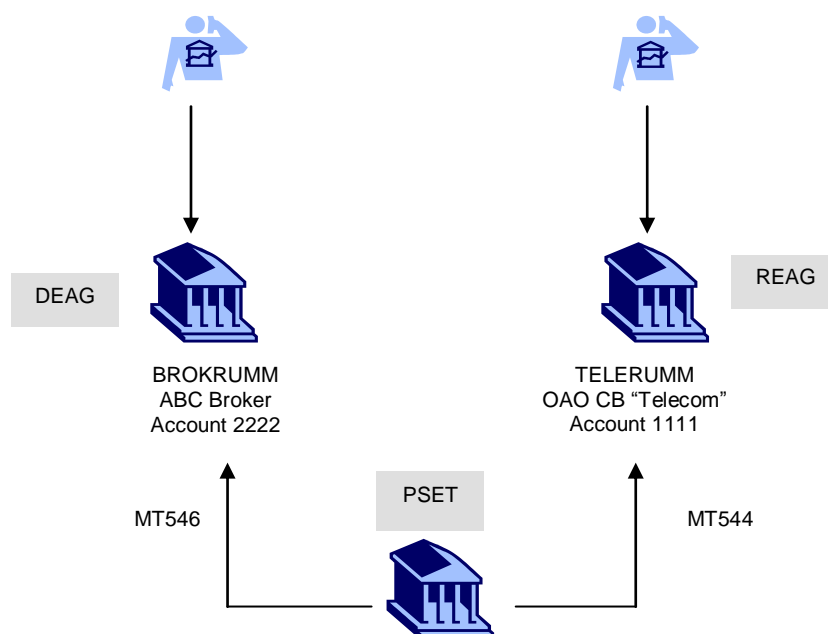 DEAG
REAG
BROKRUMM
ABC Broker
Account 2222
TELERUMM
OAO CB “Telecom”
Account 1111
PSET
MT546
MT544